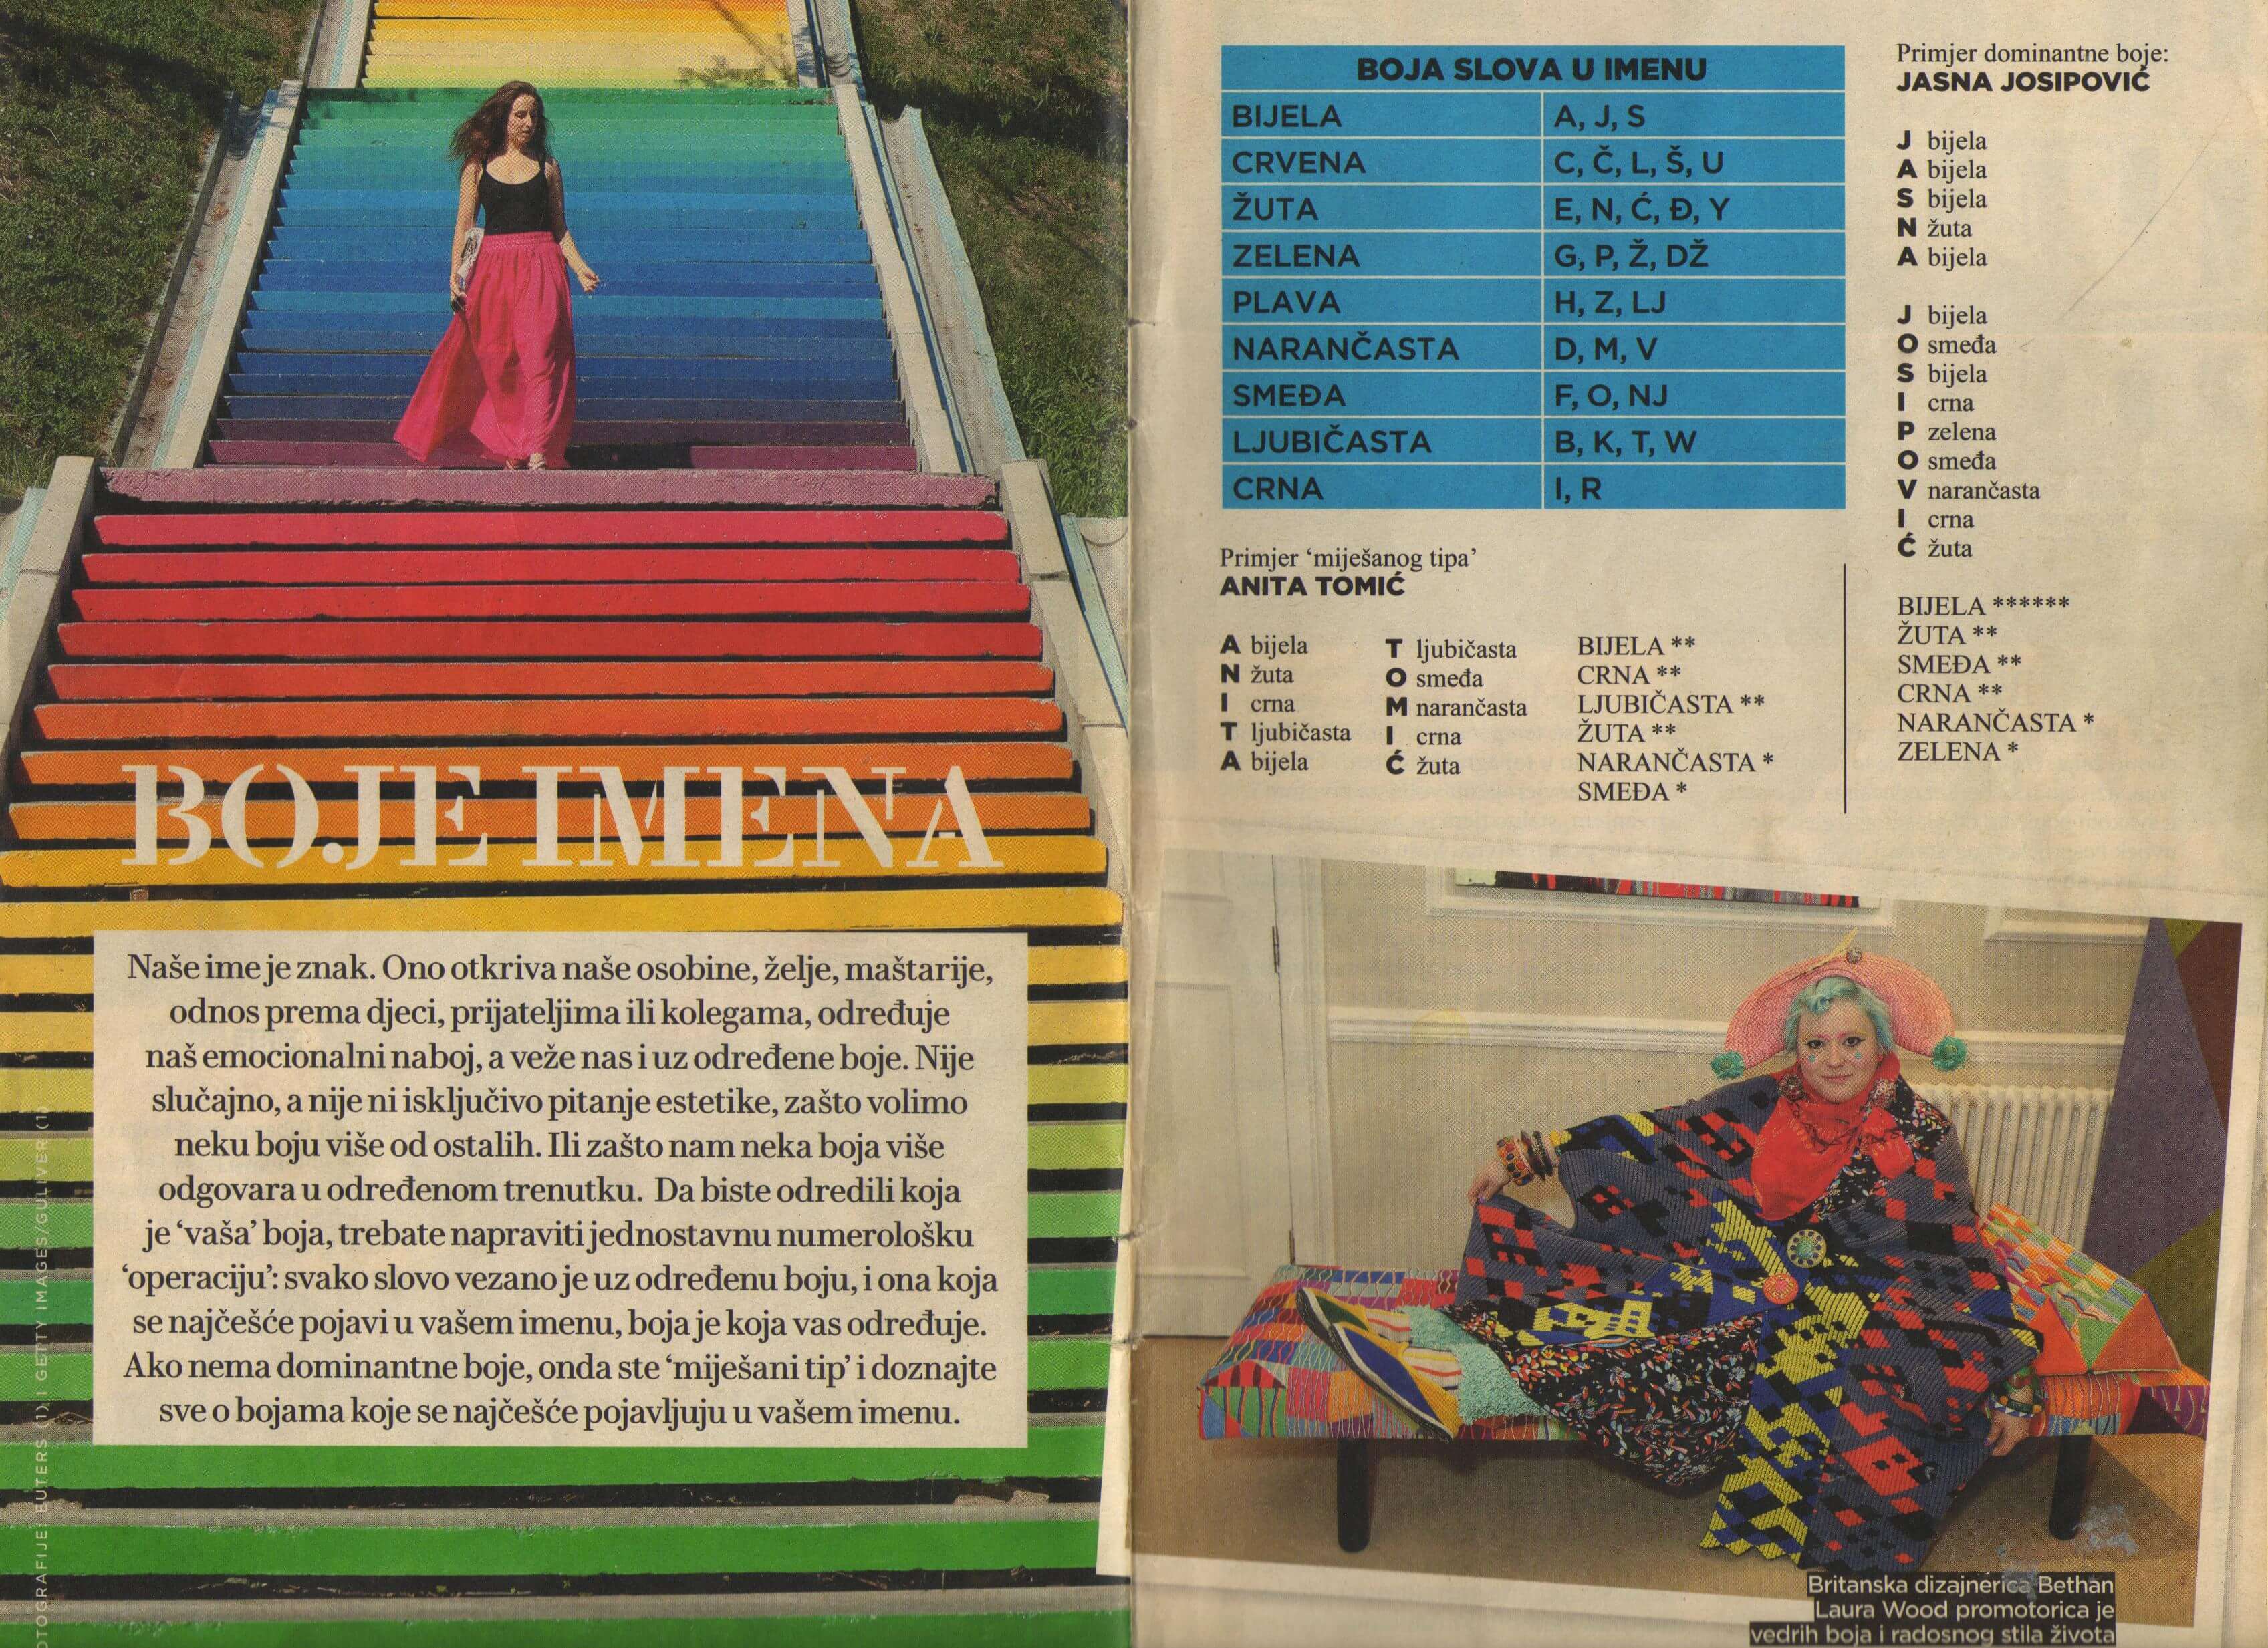 BOJE IMENA
Naše ime je znak. Ono otkriva naše osobine, želje, maštarije,
odnos prema djeci, prijateljima ili kolegama, određuje
naš emocionalni naboj, a veže nas i uz određene boje. Nije
slučajno, a nije ni isključivo pitanje estetike, zašto volimo
neku boju više od ostalih. Ili zašto nam neka boja više
odgovara u određenom trenutku. Da biste odredili koja
je ‘vaša’ boja, trebate napraviti jednostavnu numerološku
‘operaciju’: svako slovo vezano je uz određenu boju, i ona koja
se najčešće pojavi u vašem imenu, boja je koja vas određuje.
Ako nema dominantne boje, onda ste ‘miješani tip’ i doznajte
sve o bojama koje se najčešće pojavljuju u vašem imenu.
OTOGRAFIJE: EUTERS (1), I GETTY IMAGES/GULIVER (1)
BOJA SLOVA U IMENU
BIJELA A, J, S
CRVENA C, Č, L, Š, U
ŽUTA E, N, Ć, Đ, Y
ZELENA G, P, Ž, DŽ
PLAVA H, Z, LJ
NARANČASTA D, M, V
SMEĐA F, O, NJ
LJUBIČASTA B, K, T, W
CRNA I, R
Primjer ‘miješanog tipa’
ANITA TOMIĆ
A bijela
N žuta
I crna
T ljubičasta
A bijela
T ljubičasta
O smeđa
M narančasta
I crna
Ć žuta
BIJELA **
CRNA **
LJUBIČASTA **
ŽUTA **
NARANČASTA *
SMEĐA *
Primjer dominantne boje:
JASNA JOSIPOVIĆ
J bijela
A bijela
S bijela
N žuta
A bijela
J bijela
O smeđa
S bijela
I crna
P zelena
O smeđa
V narančasta
I crna
Ć žuta
BIJELA ******
ŽUTA **
SMEĐA **
CRNA **
NARANČASTA *
ZELENA *
Britanska dizajnerica Bethan
Laura Wood promotorica je
vedrih boja i radosnog stila života